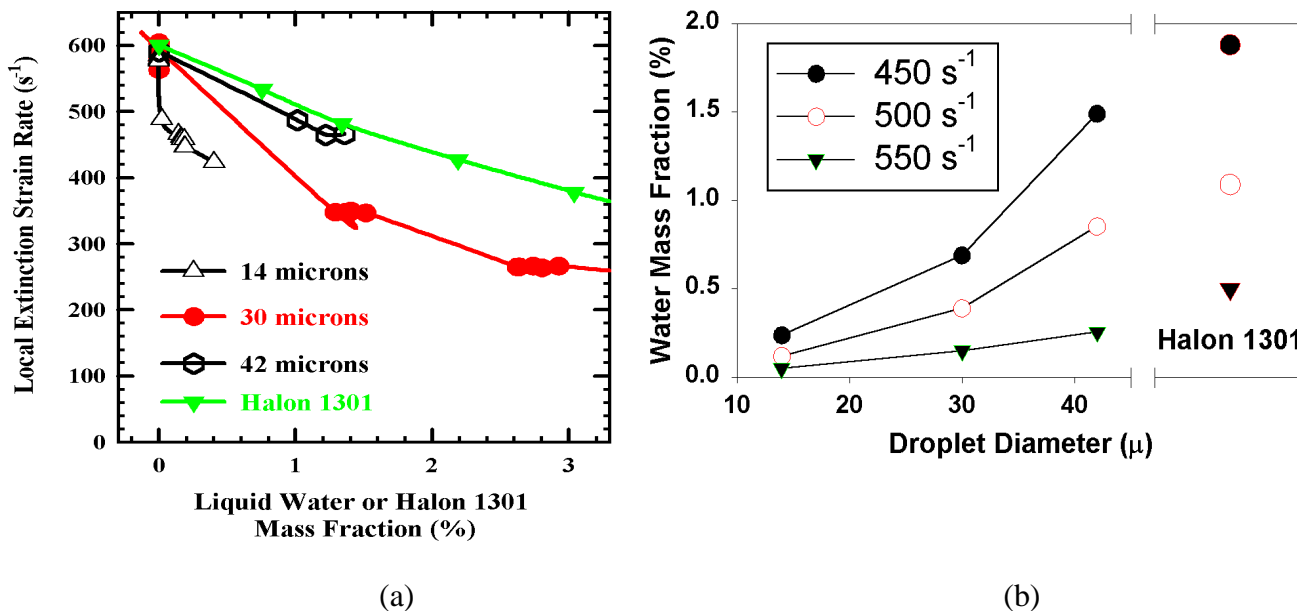 600
500
400
300
200
100
0
0
1
2
3
Local Extinction Strain Rate (s-1)
14 microns
30 microns
42 microns
Halon 1301
Liquid Water or Halon 1301
Mass Fraction (%)
(a)
2.0
1.5
1.0
0.5
0.0
10
20
30
40
Water Mass Fraction (%)
450 s-1
500 s-1
550 s-1
Halon 1301
Droplet Diameter (μ)
(b)